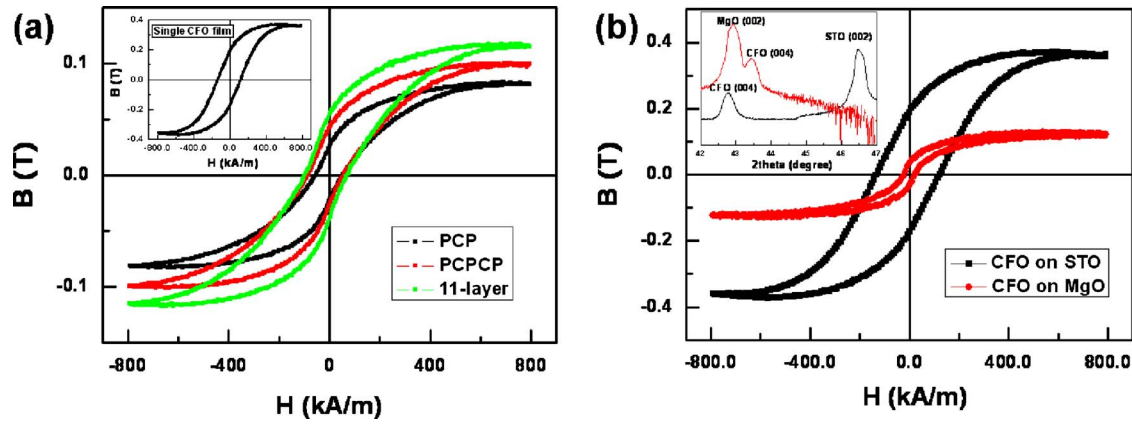 (a)
Single CFO film
B (T)
0.4
0.2
0.0
-0.2
-0.4
-800.0
-400.0
0.0
400.0
800.0
H (kA/m)
B (T)
0.1
0.0
-0.1
-800
-400
0
400
800
H (kA/m)
PCP
PCPCP
11-layer
(b)
MgO (002)
CFO (004)
STO (002)
CFO (004)
42
43
44
45
46
47
2theta (degree)
B (T)
0.4
0.2
0.0
-0.2
-0.4
-800.0
-400.0
0.0
400.0
800.0
H (kA/m)
CFO on STO
CFO on MgO